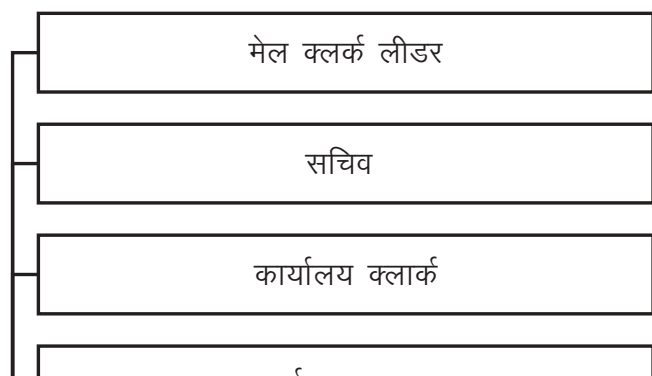 मेल क्लर्क लीडर
सचिव
कार्यालय क्लार्क